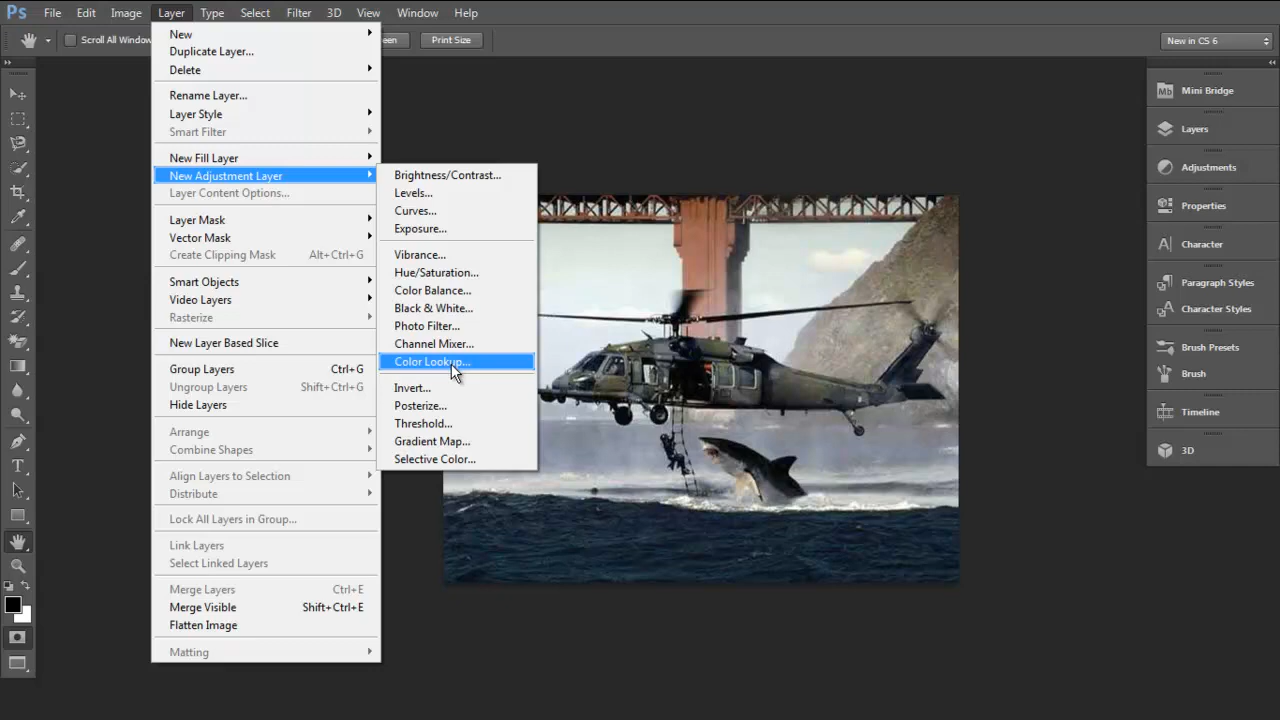 Ps File Edit Image Layer Type Select Filter 3D View Window Help
Scroll All Window
een
Print Size
New in CS 6
New
Duplicate Layer...
Delete
Rename Layer...
Layer Style
Smart Filter
New Fill Layer
New Adjustment Layer
Layer Content Options...
Layer Mask
Vector Mask
Create Clipping Mask Alt+Ctrl+G
Smart Objects
Video Layers
Rasterize
New Layer Based Slice
Group Layers Ctrl+G
Ungroup Layers Shift+Ctrl+G
Hide Layers
Arrange
Combine Shapes
Align Layers to Selection
Distribute
Lock All Layers in Group...
Link Layers
Select Linked Layers
Merge Layers Ctrl+E
Merge Visible Shift+Ctrl+E
Flatten Image
Matting
Brightness/Contrast...
Levels...
Curves...
Exposure...
Vibrance...
Hue/Saturation...
Color Balance...
Black & White...
Photo Filter...
Channel Mixer...
Color Lookup...
Invert...
Posterize...
Threshold...
Gradient Map...
Selective Color...
Mb Mini Bridge
Layers
Adjustments
Properties
A Character
Paragraph Styles
Character Styles
Brush Presets
Brush
Timeline
3D
T